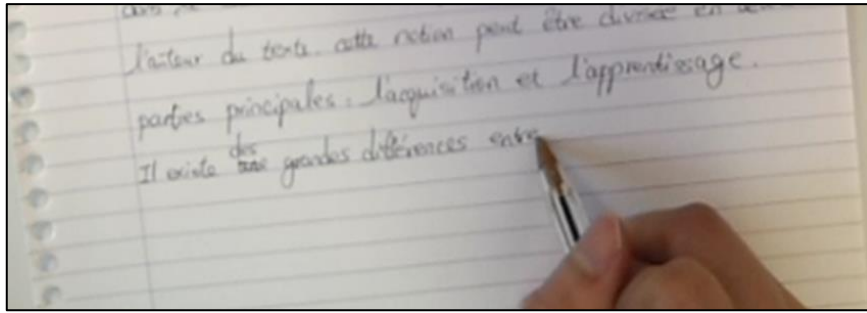 l'auteur du texte. cette notion peut être divisée en
parties principales : l'acquisition et l'apprentissage.
Il existe des grandes différences entre